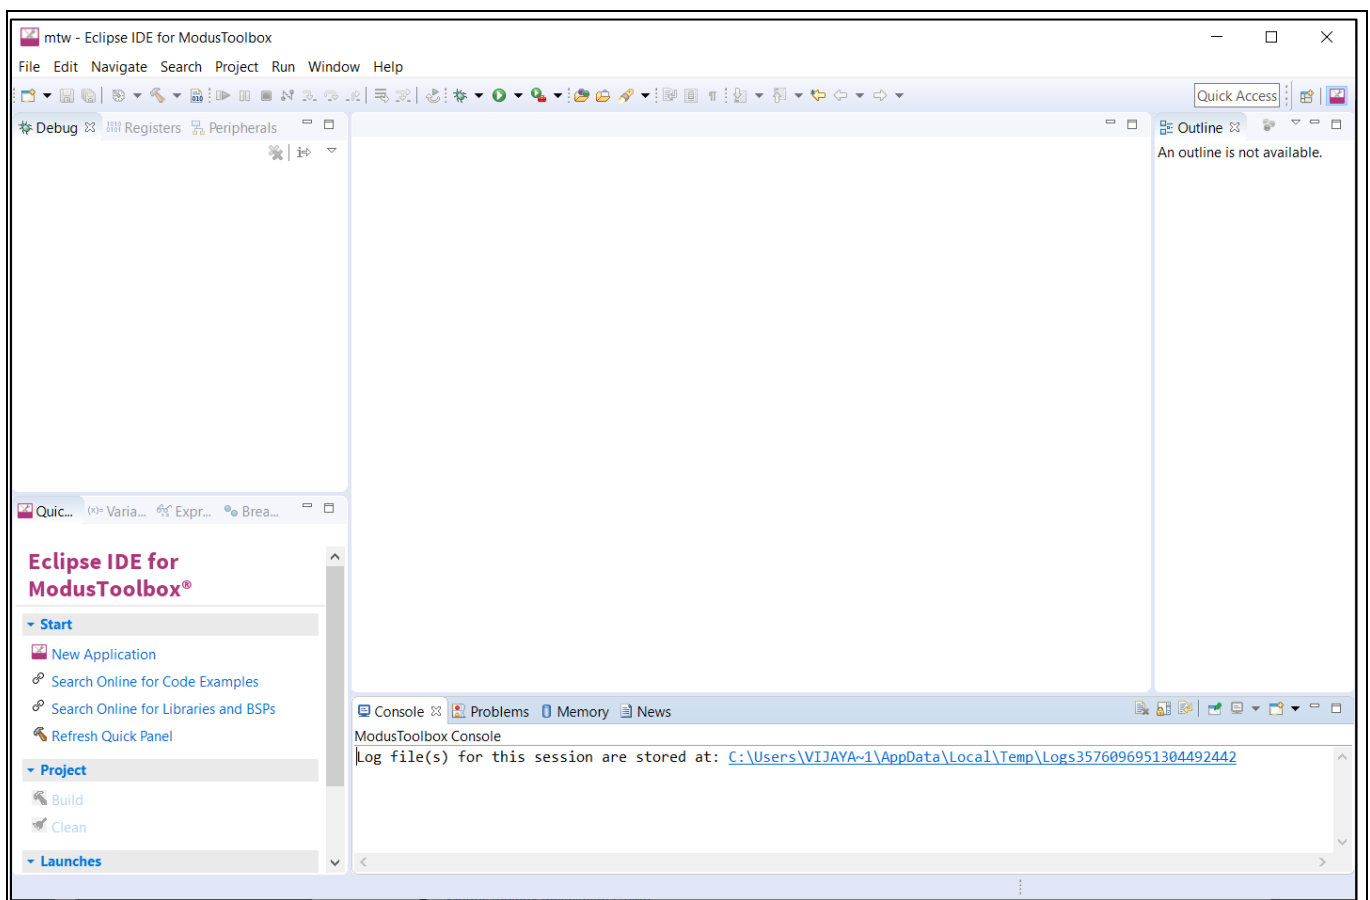 mtw - Eclipse IDE for ModusToolbox
File Edit Navigate Search Project Run Window Help
Quick Access
Debug Registers Peripherals
Outline
An outline is not available.
Quic... (x)= Varia... Expr... Brea...
Eclipse IDE for
ModusToolbox®
Start
New Application
Search Online for Code Examples
Search Online for Libraries and BSPs
Refresh Quick Panel
Project
Build
Clean
Launches
Console Problems Memory News
ModusToolbox Console
Log file(s) for this session are stored at: C:\Users\VIJAYA~1\AppData\Local\Temp\Logs3576096951304492442